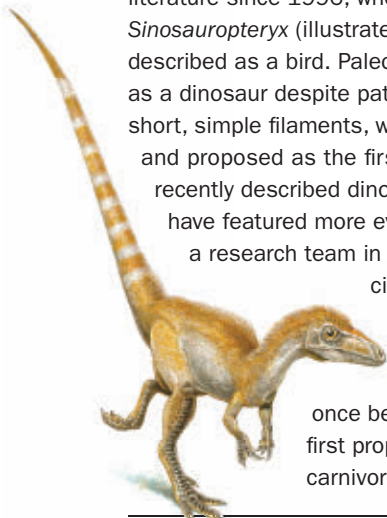 literature since 1996, whe
Sinosauropteryx (illustrate
described as a bird. Paleo
as a dinosaur despite pat
short, simple filaments, w
and proposed as the firs
recently described dino
have featured more ev
a research team in
ci
once be
first prop
carnivor